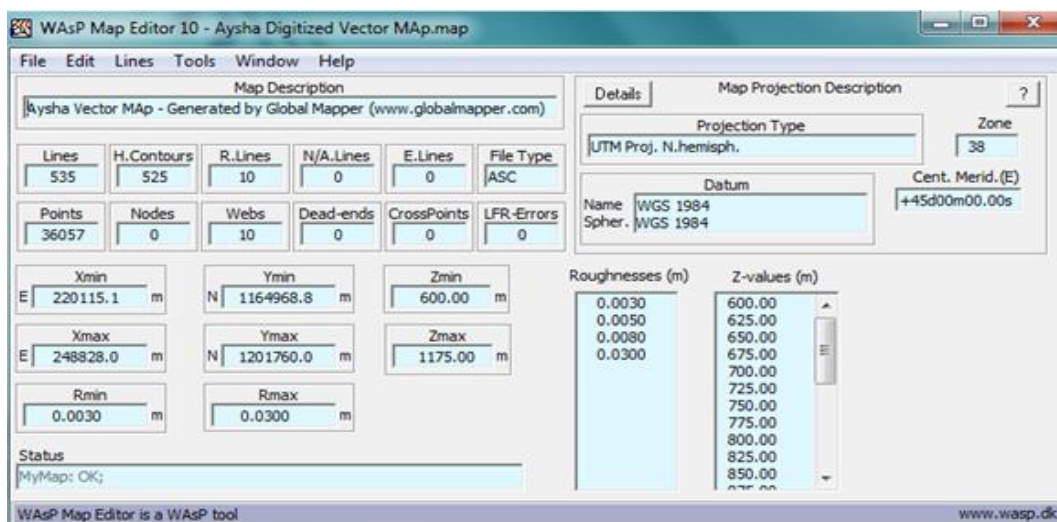 WAsP Map Editor 10 - Aysha Digitized Vector MAp.map
File Edit Lines Tools Window Help
Map Description
Aysha Vector MAp - Generated by Global Mapper (www.globalmapper.com)
Details Map Projection Description ?
Projection Type
UTM Proj. N.hemisph.
Zone
38
Datum
Name WGS 1984
Spher. WGS 1984
Cent. Merid.(E)
+45d00m00.00s
Lines H.Contours R.Lines N/A.Lines E.Lines File Type
535 525 10 0 0 ASC
Points Nodes Webs Dead-ends CrossPoints LFR-Errors
36057 0 10 0 0 0
Xmin Ymin Zmin
E 220115.1 m N 1164968.8 m 600.00 m
Xmax Ymax Zmax
E 248828.0 m N 1201760.0 m 1175.00 m
Rmin Rmax
0.0030 m 0.0300 m
Roughnesses (m)
0.0030
0.0050
0.0080
0.0300
Z-values (m)
600.00
625.00
650.00
675.00
700.00
725.00
750.00
775.00
800.00
825.00
850.00
Status
MyMap: OK;
WAsP Map Editor is a WAsP tool www.wasp.dk